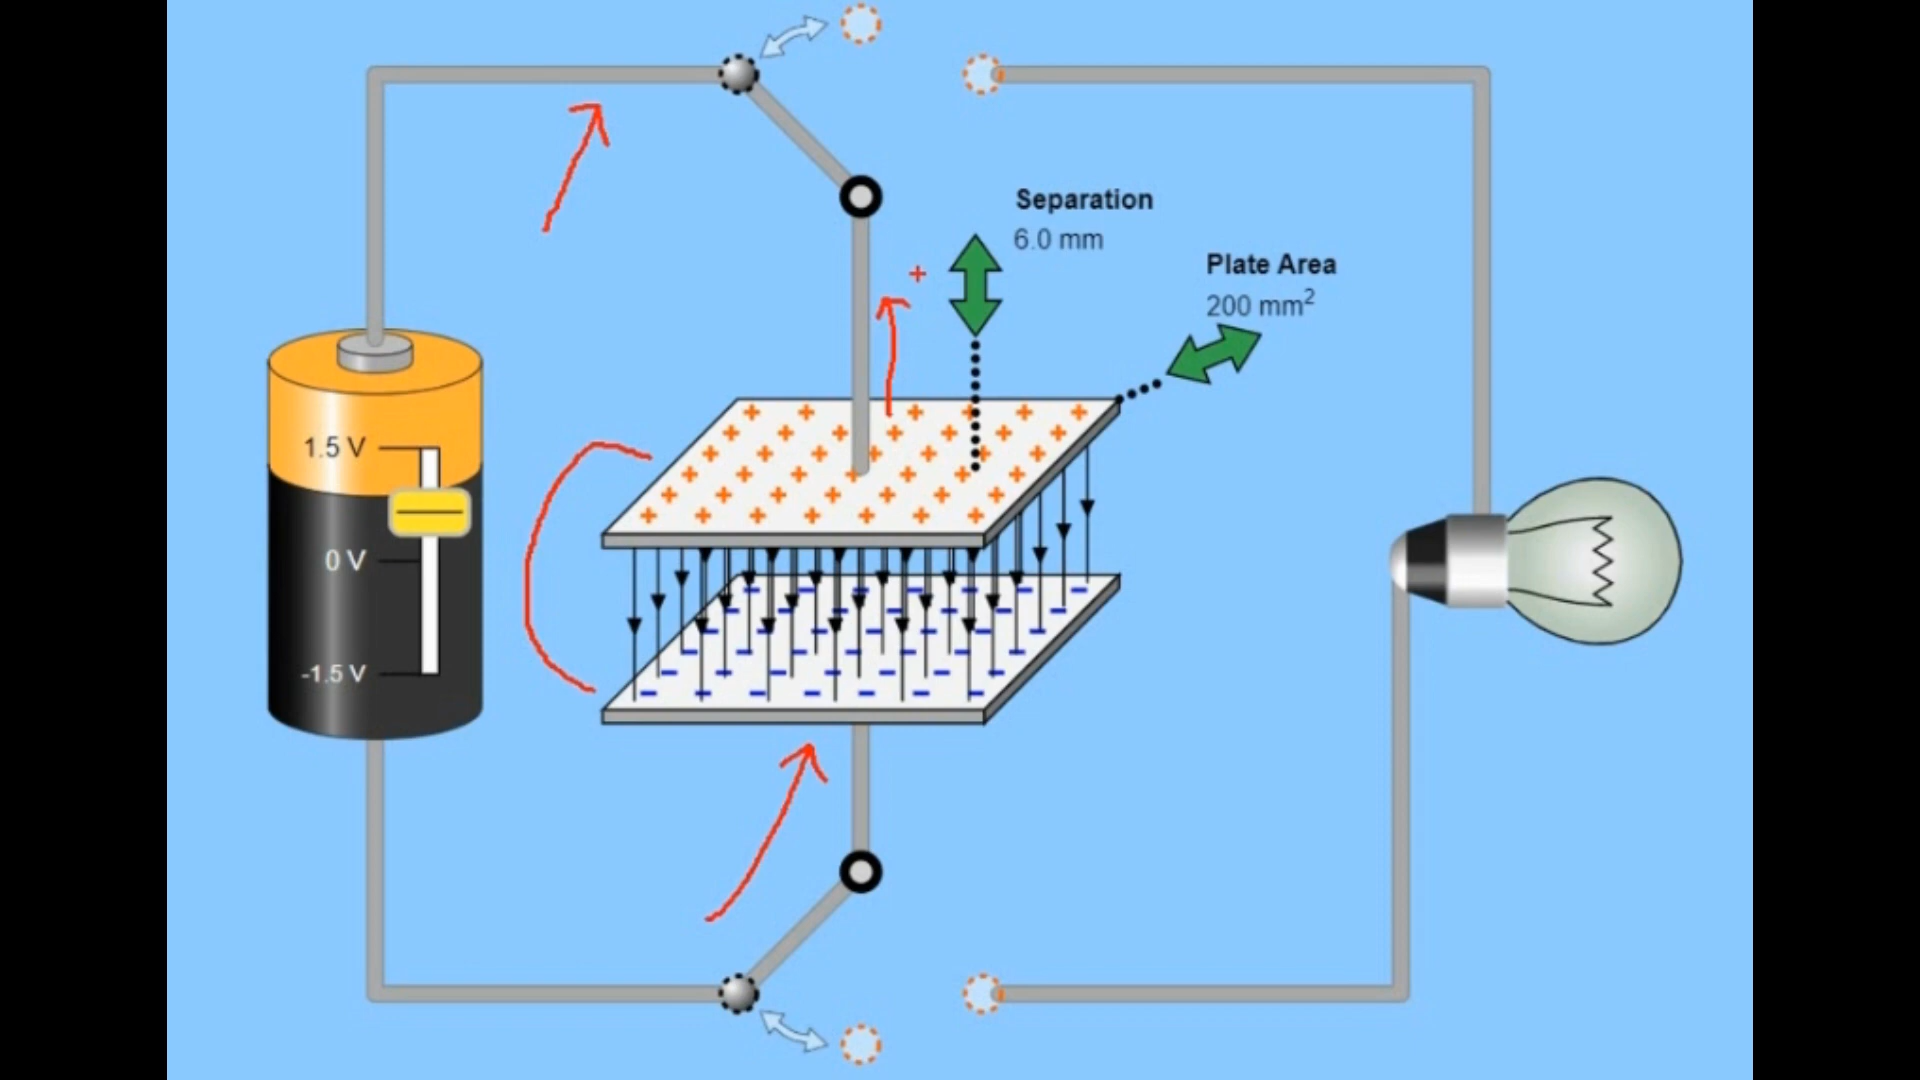 Separation
6.0 mm
Plate Area
200 mm²
1.5 V
0 V
-1.5 V